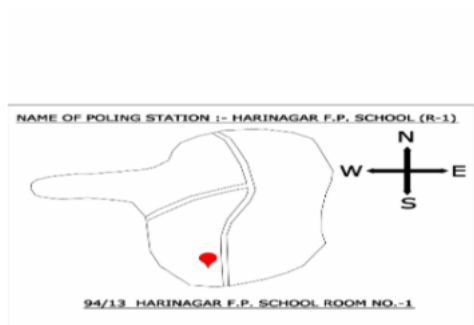 NAME OF POLING STATION :- HARINAGAR F.P. SCHOOL (R-1)
N
W E
S
94/13 HARINAGAR F.P. SCHOOL ROOM NO.-1